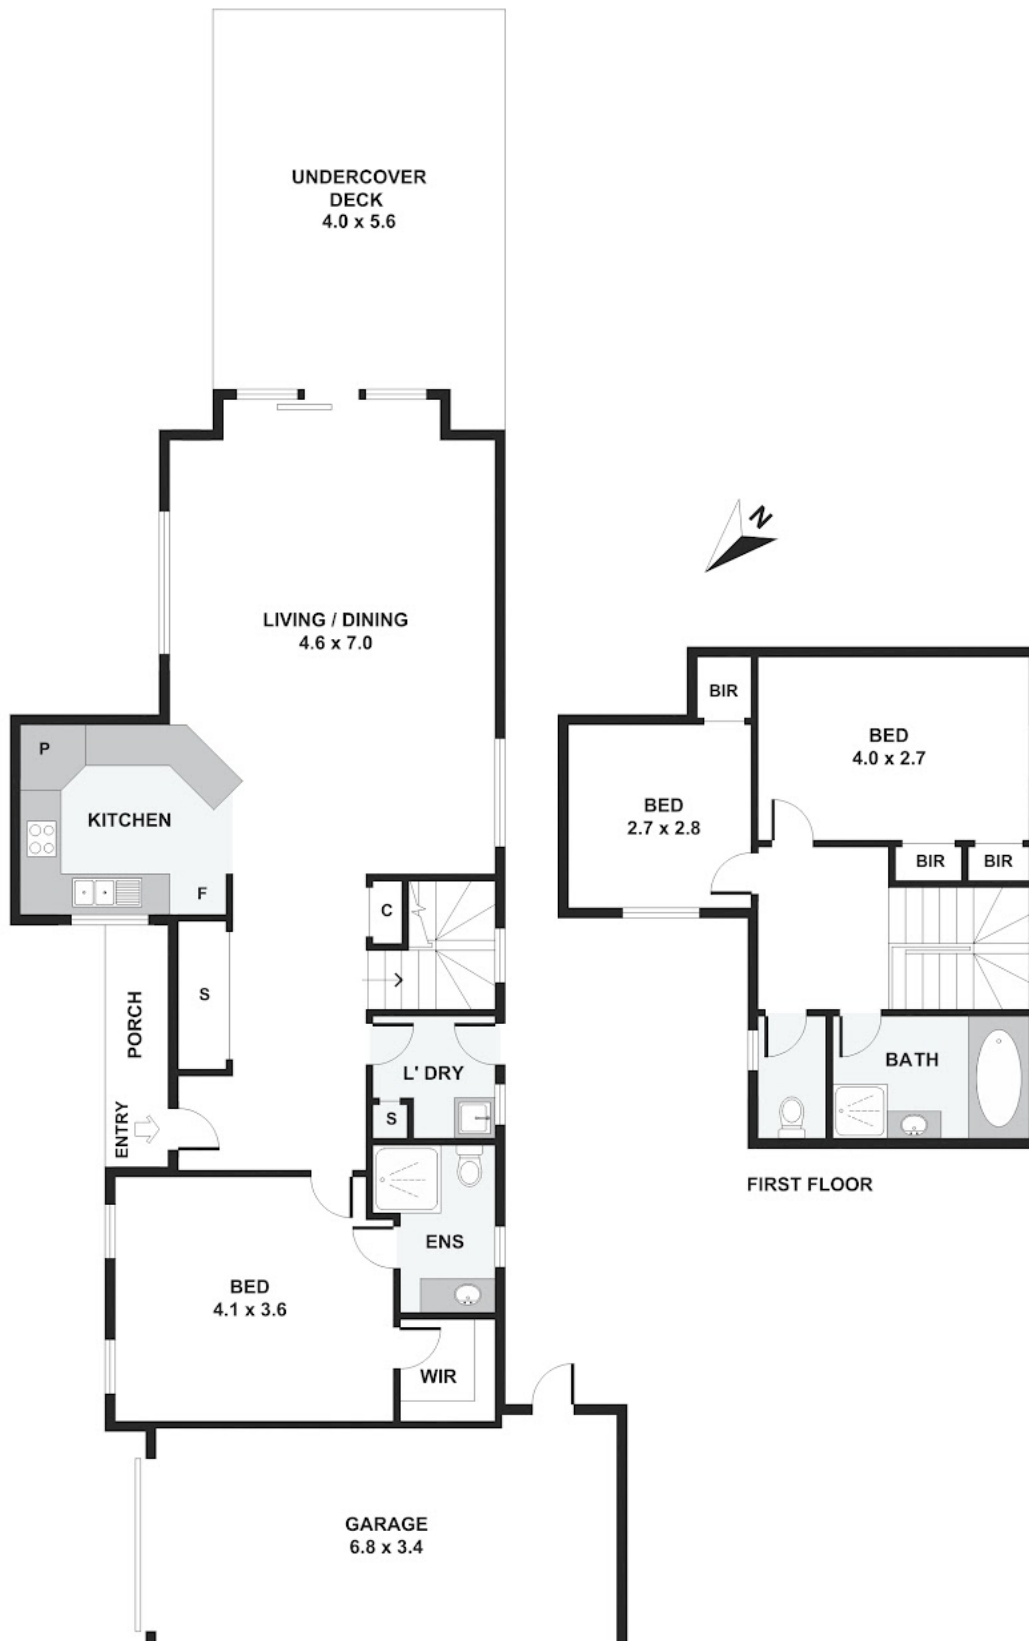 UNDERCOVER
DECK
4.0 x 5.6
LIVING / DINING
4.6 x 7.0
P
KITCHEN
F
C
S
PORCH
ENTRY
L' DRY
S
ENS
BED
4.1 x 3.6
WIR
GARAGE
6.8 x 3.4
N
BIR
BED
4.0 x 2.7
BED
2.7 x 2.8
BIR
BIR
BATH
FIRST FLOOR